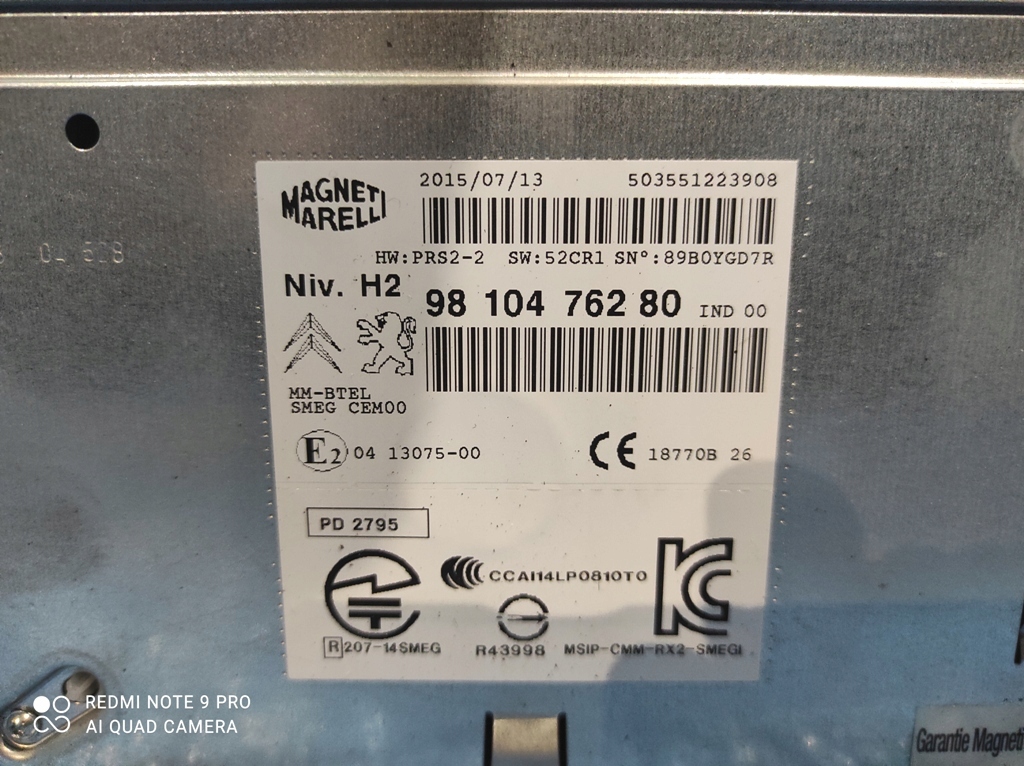 MAGNETI
MARELLI
2015/07/13 503551223908
HW:PRS2-2 SW:52CR1 SN°:89B0YGD7R
Niv. H2
98 104 762 80 IND 00
MM-BTEL
SMEG CEM00
E2 04 13075-00
CE 18770B 26
PD 2795
CCAI14LP0810T0
R 207-14SMEG
R43998
MSIP-CMM-RX2-SMEGI
REDMI NOTE 9 PRO
AI QUAD CAMERA
Garantie Magneti